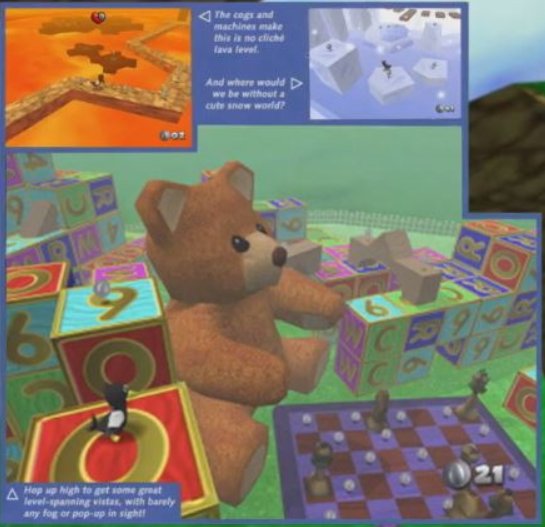 The cogs and
machines make
this is no cliché
lava level.
And where would
we be without a
cute snow world?
02
6
O
21
Hop up high to get some great
level-spanning vistas, with barely
any fog or pop-up in sight!